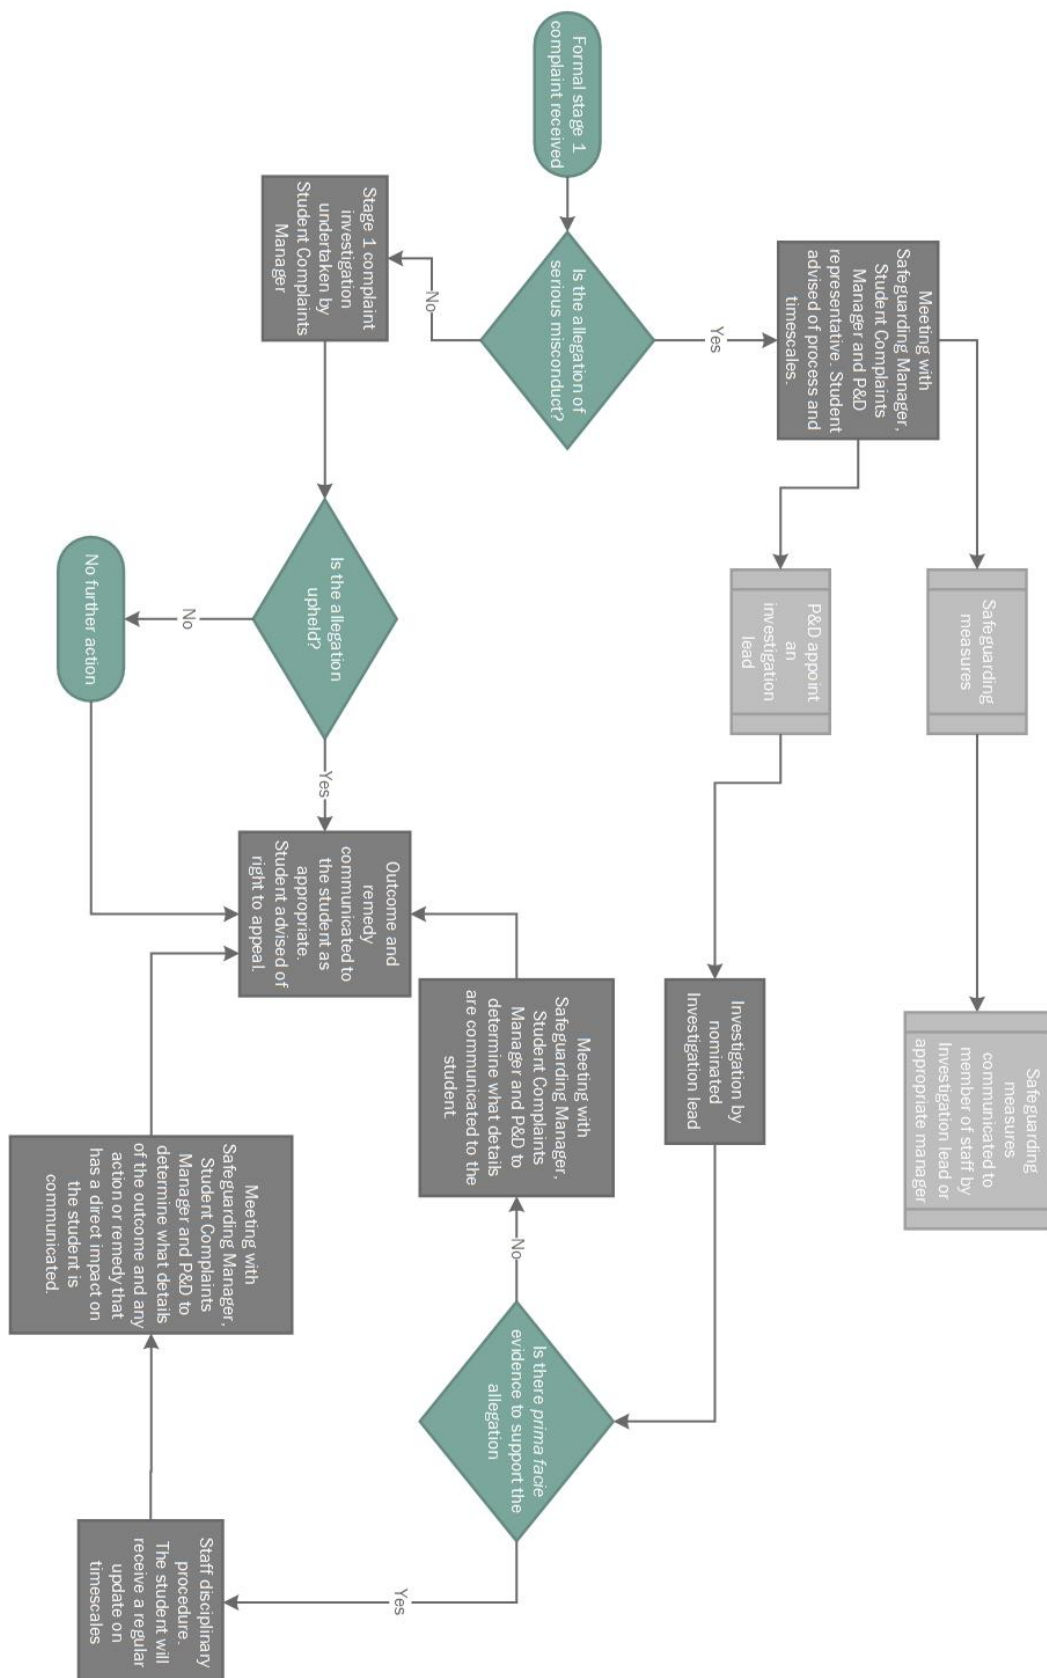 Formal stage 1
complaint received
Is the allegation of
serious misconduct?
Yes
No
Meeting with
Safeguarding Manager,
Student Complaints
Manager and P&D
representative. Student
advised of process and
timescales.
Safeguarding
measures
Safeguarding
measures
communicated to
member of staff by
Investigation lead or
appropriate manager
P&D appoint
an
investigation
lead
Investigation by
nominated
Investigation lead
Is there prima facie
evidence to support the
allegation
No
Yes
Meeting with
Safeguarding Manager,
Student Complaints
Manager and P&D to
determine what details
are communicated to the
student.
Stage 1 complaint
investigation
undertaken by
Student Complaints
Manager
Is the allegation
upheld?
Yes
No
Outcome and
remedy
communicated to
the student as
appropriate.
Student advised of
right to appeal.
No further action
Meeting with
Safeguarding Manager,
Student Complaints
Manager and P&D to
determine what details
of the outcome and any
action or remedy that
has a direct impact on
the student is
communicated.
Staff disciplinary
procedure.
The student will
receive a regular
update on
timescales